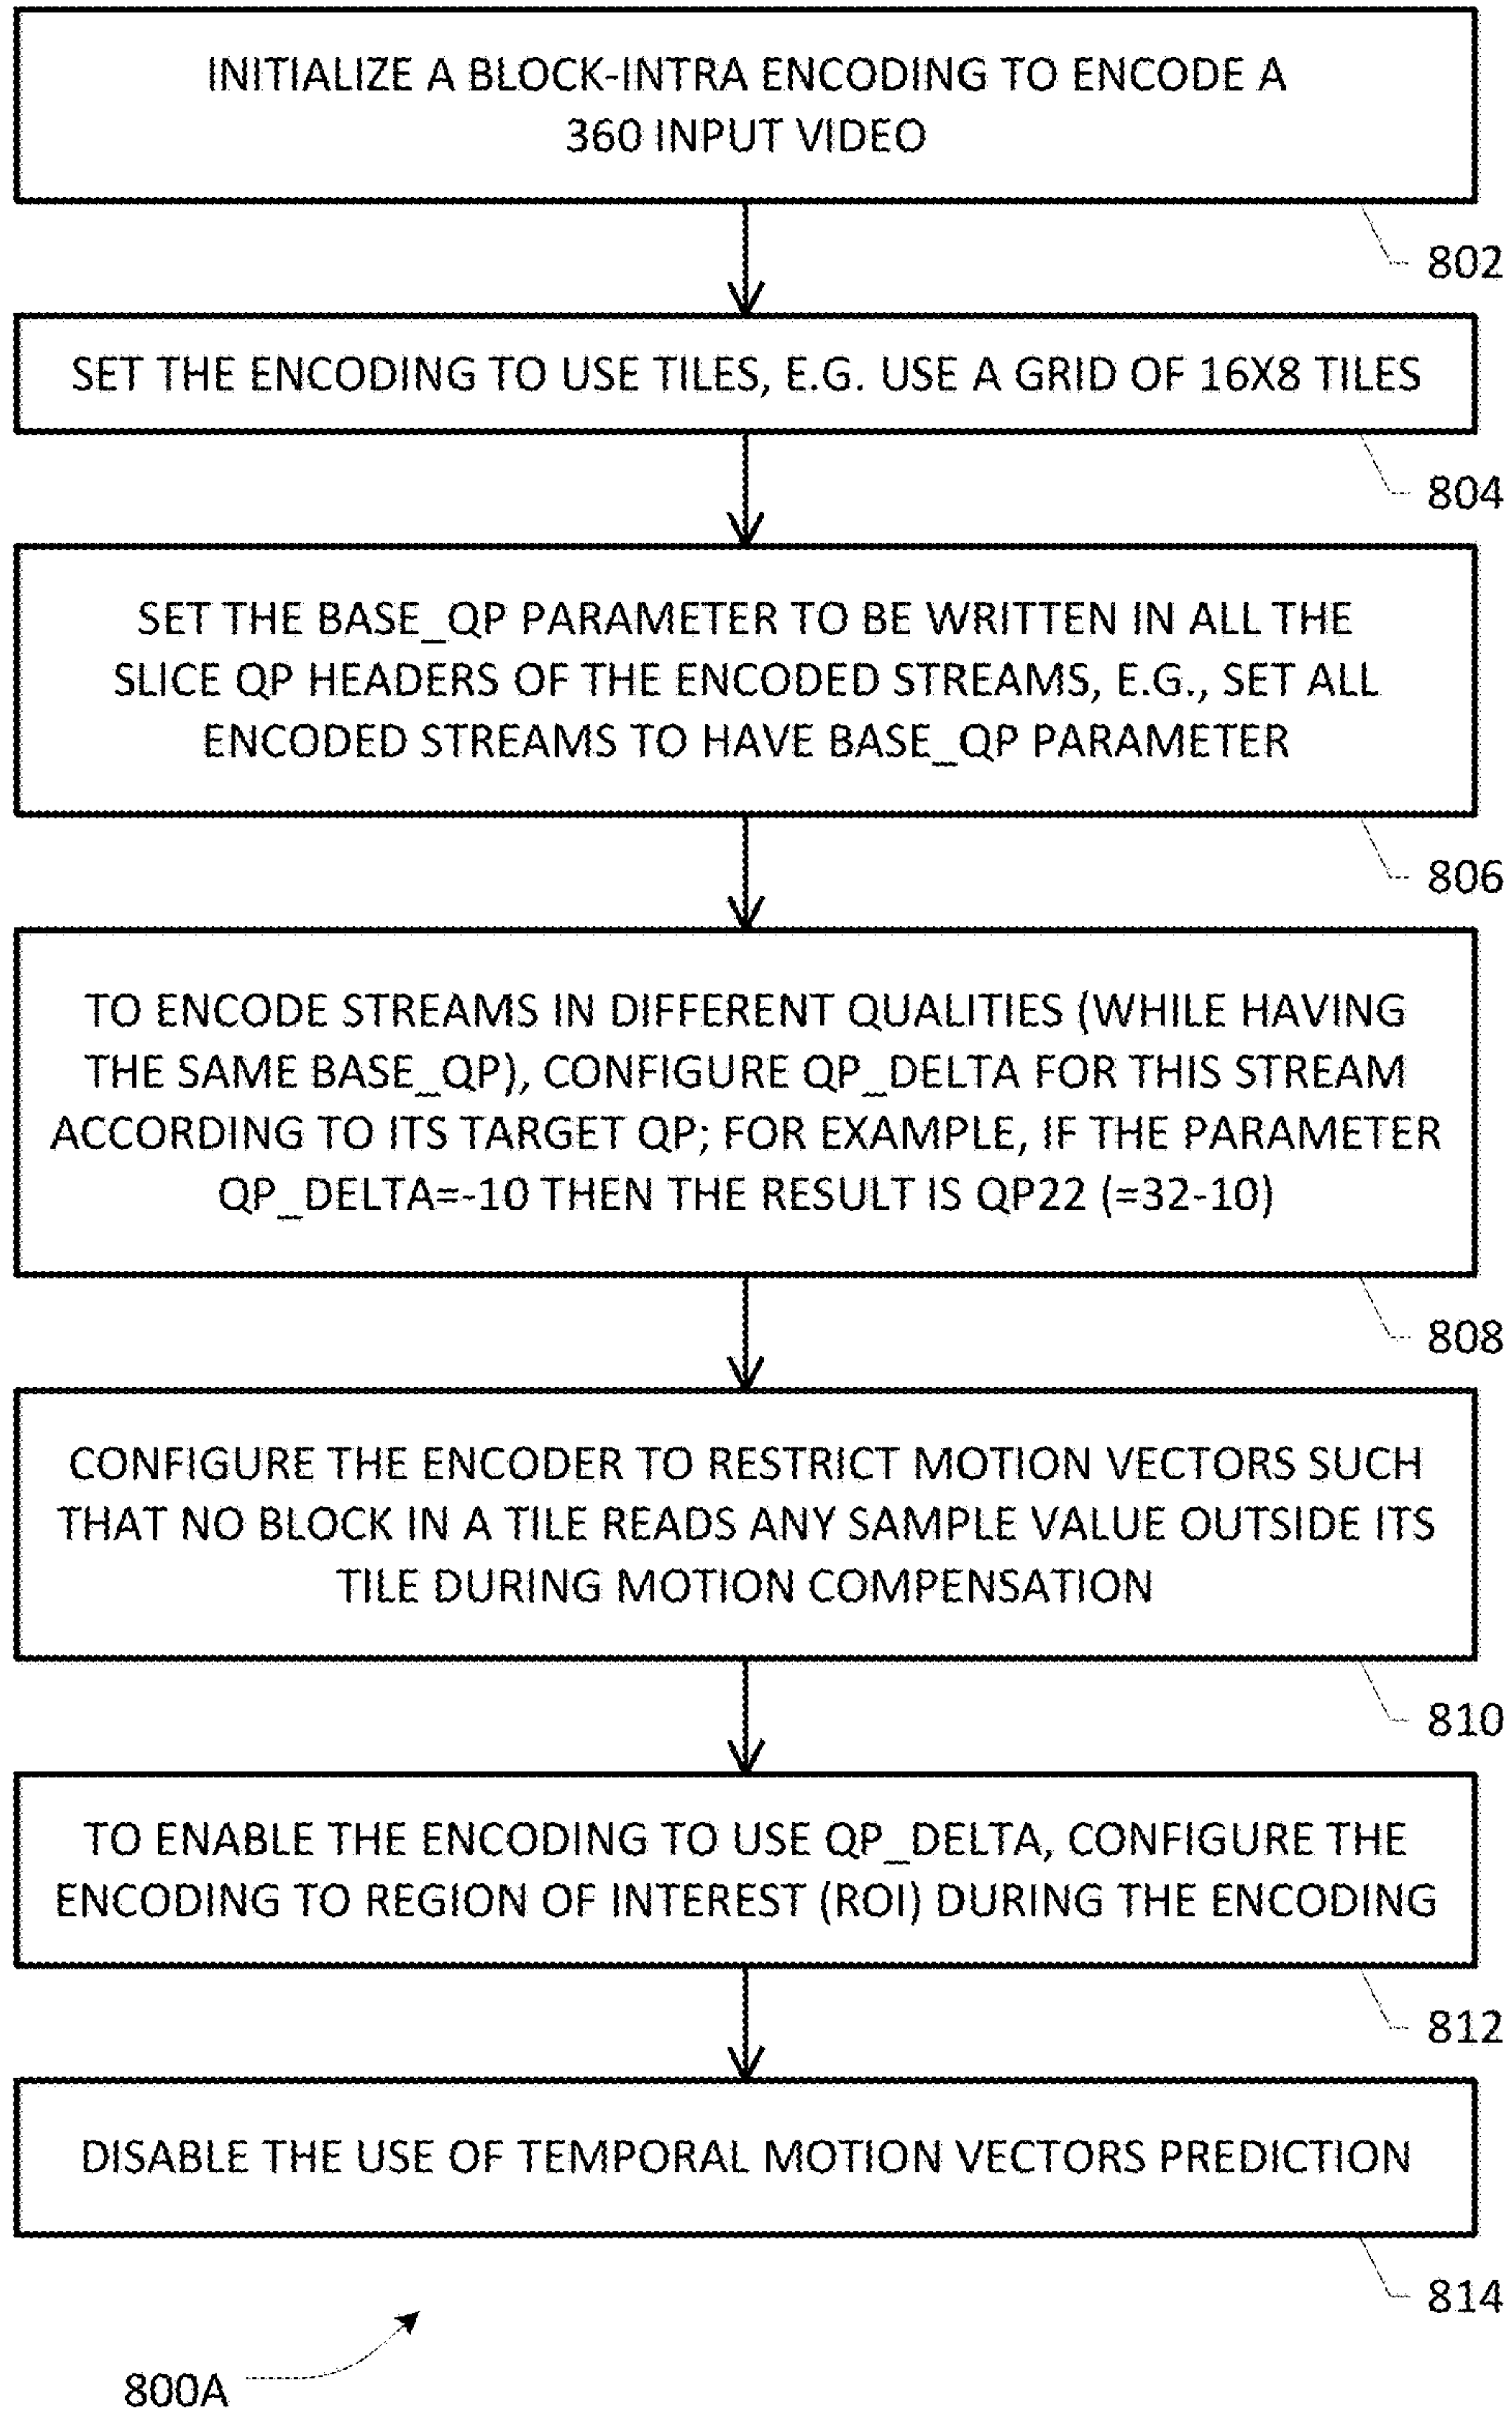 INITIALIZE A BLOCK-INTRA ENCODING TO ENCODE A
360 INPUT VIDEO
802
SET THE ENCODING TO USE TILES, E.G. USE A GRID OF 16X8 TILES
804
SET THE BASE_QP PARAMETER TO BE WRITTEN IN ALL THE
SLICE QP HEADERS OF THE ENCODED STREAMS, E.G., SET ALL
ENCODED STREAMS TO HAVE BASE_QP PARAMETER
806
TO ENCODE STREAMS IN DIFFERENT QUALITIES (WHILE HAVING
THE SAME BASE_QP), CONFIGURE QP_DELTA FOR THIS STREAM
ACCORDING TO ITS TARGET QP; FOR EXAMPLE, IF THE PARAMETER
QP_DELTA=-10 THEN THE RESULT IS QP22 (=32-10)
808
CONFIGURE THE ENCODER TO RESTRICT MOTION VECTORS SUCH
THAT NO BLOCK IN A TILE READS ANY SAMPLE VALUE OUTSIDE ITS
TILE DURING MOTION COMPENSATION
810
TO ENABLE THE ENCODING TO USE QP_DELTA, CONFIGURE THE
ENCODING TO REGION OF INTEREST (ROI) DURING THE ENCODING
812
DISABLE THE USE OF TEMPORAL MOTION VECTORS PREDICTION
814
800A